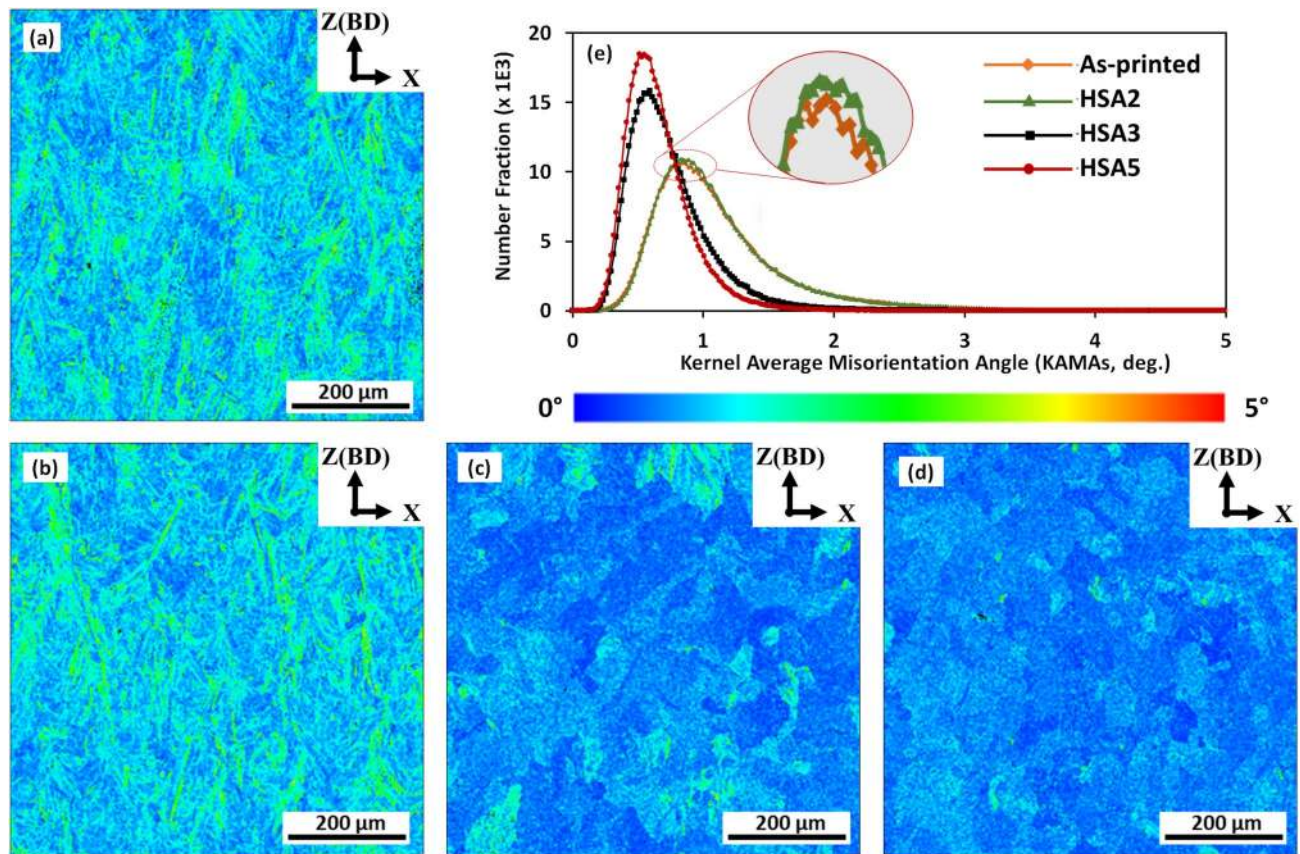 (a)
Z(BD)
X
200 µm
(e)
Number Fraction (x 1E3)
20
15
10
5
0
As-printed
HSA2
HSA3
HSA5
0 1 2 3 4 5
Kernel Average Misorientation Angle (KAMAs, deg.)
0° 5°
(b)
Z(BD)
X
200 µm
(c)
Z(BD)
X
200 µm
(d)
Z(BD)
X
200 µm